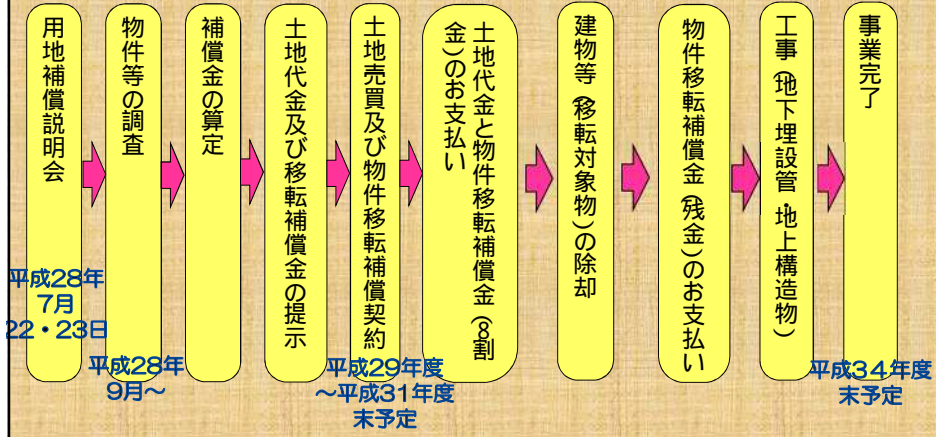 用地補償説明会
平成28年
7月
22・23日
物件等の調査
平成28年
9月～
補償金の算定
土地代金及び移転補償金の提示
土地売買及び物件移転補償契約
平成29年度
～平成31年度
末予定
土地代金と物件移転補償金（8割
金）のお支払い
建物等（移転対象物）の除却
物件移転補償金（残金）のお支払い
工事（地下埋設管・地上構造物）
事業完了
平成34年度
末予定